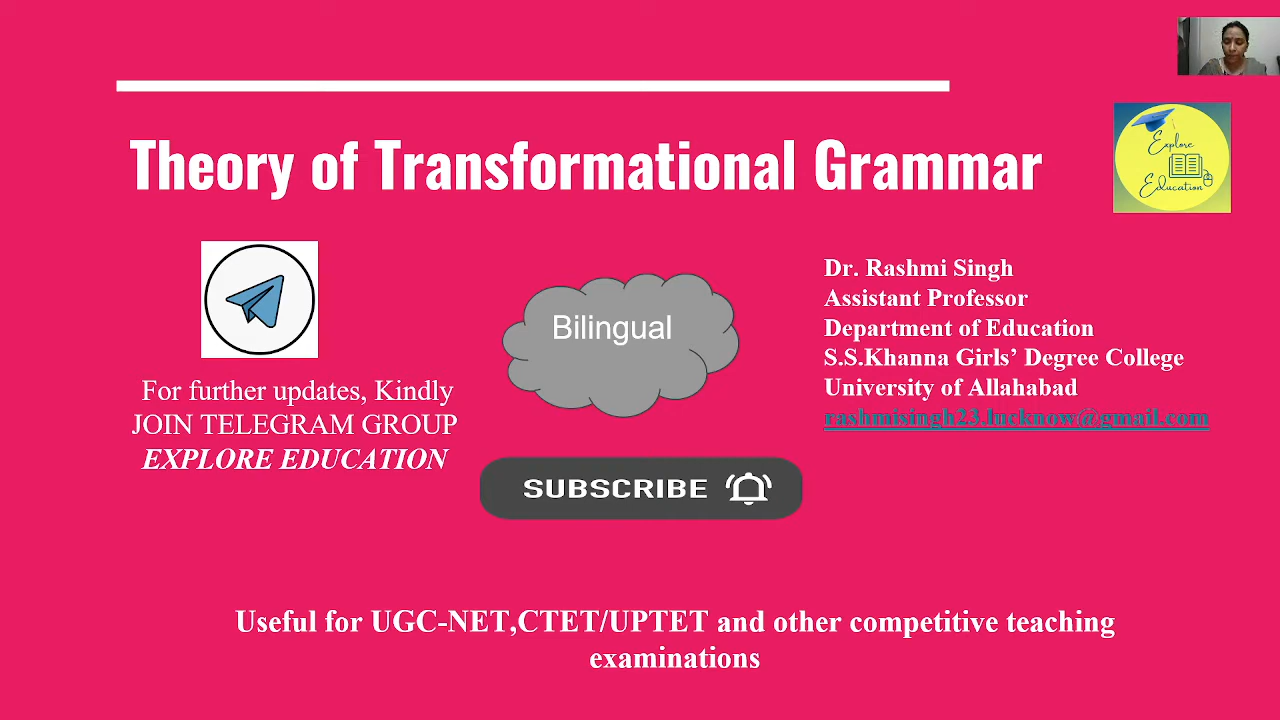 Theory of Transformational Grammar
Explore
Education
For further updates, Kindly
JOIN TELEGRAM GROUP
EXPLORE EDUCATION
Bilingual
SUBSCRIBE
Dr. Rashmi Singh
Assistant Professor
Department of Education
S.S.Khanna Girls’ Degree College
University of Allahabad
rashmisingh23.lucknow@gmail.com
Useful for UGC-NET,CTET/UPTET and other competitive teaching
examinations